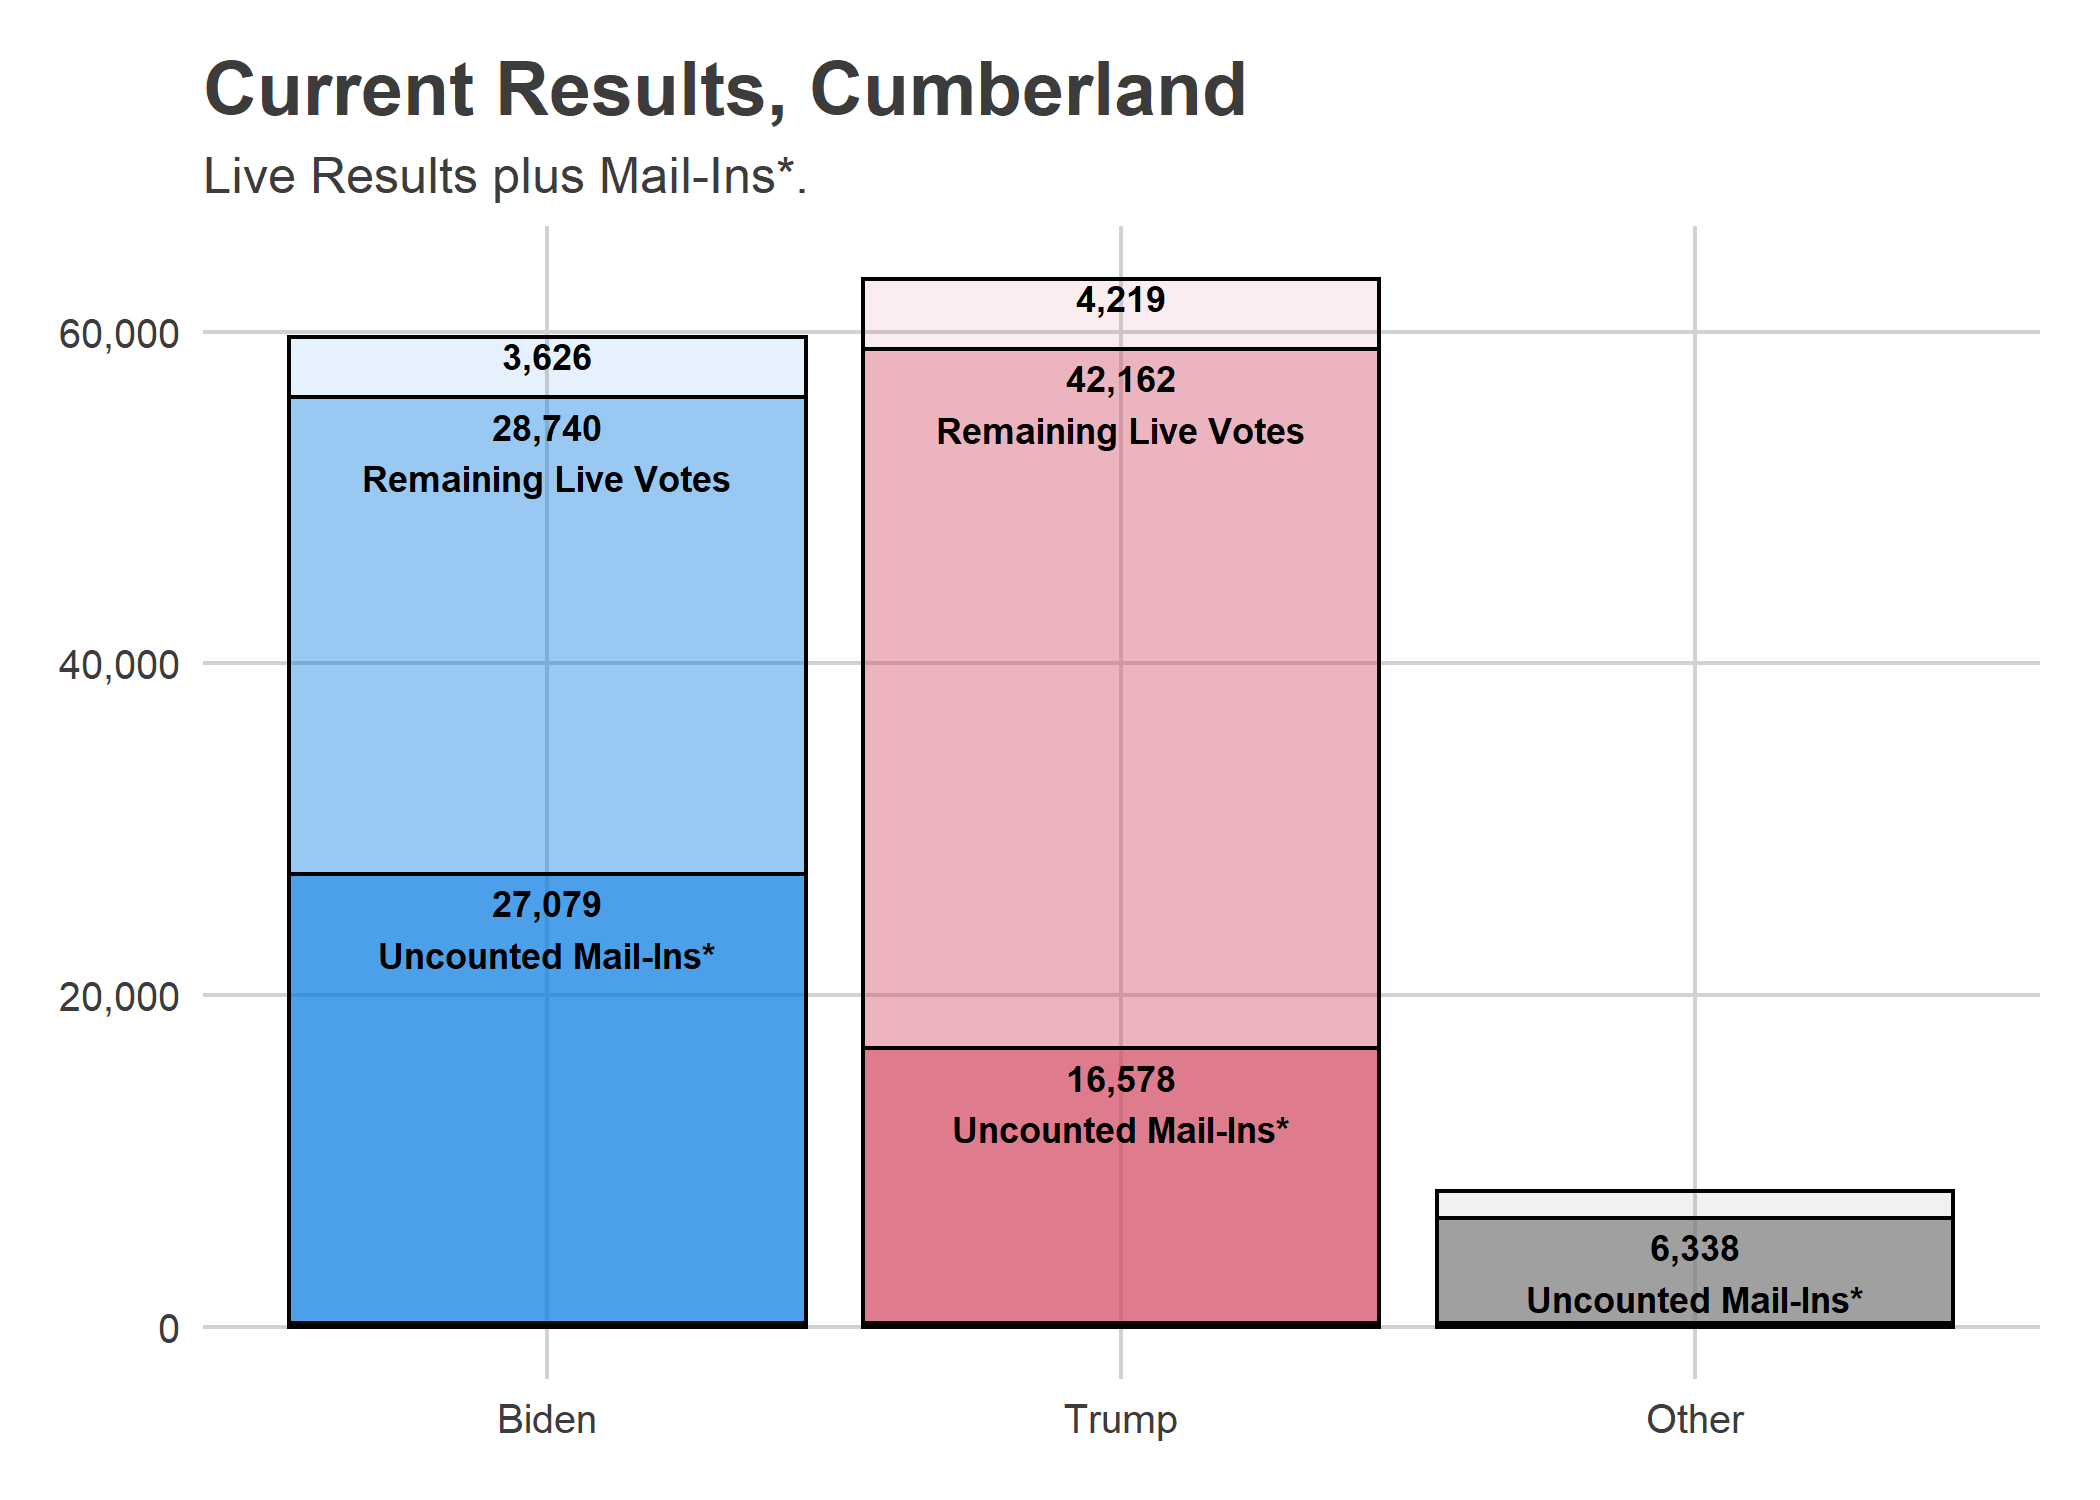 Current Results, Cumberland
Live Results plus Mail-Ins*.
60,000
40,000
20,000
0
3,626
28,740
Remaining Live Votes
27,079
Uncounted Mail-Ins*
4,219
42,162
Remaining Live Votes
16,578
Uncounted Mail-Ins*
6,338
Uncounted Mail-Ins*
Biden
Trump
Other